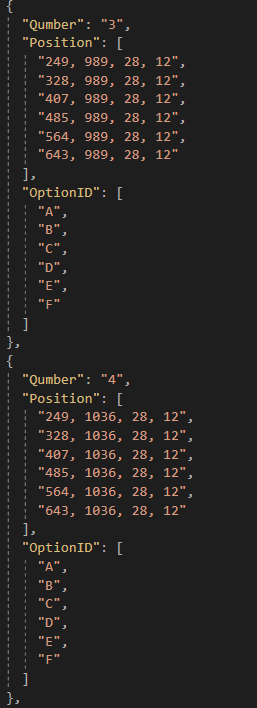 {
"Qumber": "3",
"Position": [
"249, 989, 28, 12",
"328, 989, 28, 12",
"407, 989, 28, 12",
"485, 989, 28, 12",
"564, 989, 28, 12",
"643, 989, 28, 12"
],
"OptionID": [
"A",
"B",
"C",
"D",
"E",
"F"
]
},
{
"Qumber": "4",
"Position": [
"249, 1036, 28, 12",
"328, 1036, 28, 12",
"407, 1036, 28, 12",
"485, 1036, 28, 12",
"564, 1036, 28, 12",
"643, 1036, 28, 12"
],
"OptionID": [
"A",
"B",
"C",
"D",
"E",
"F"
]
},